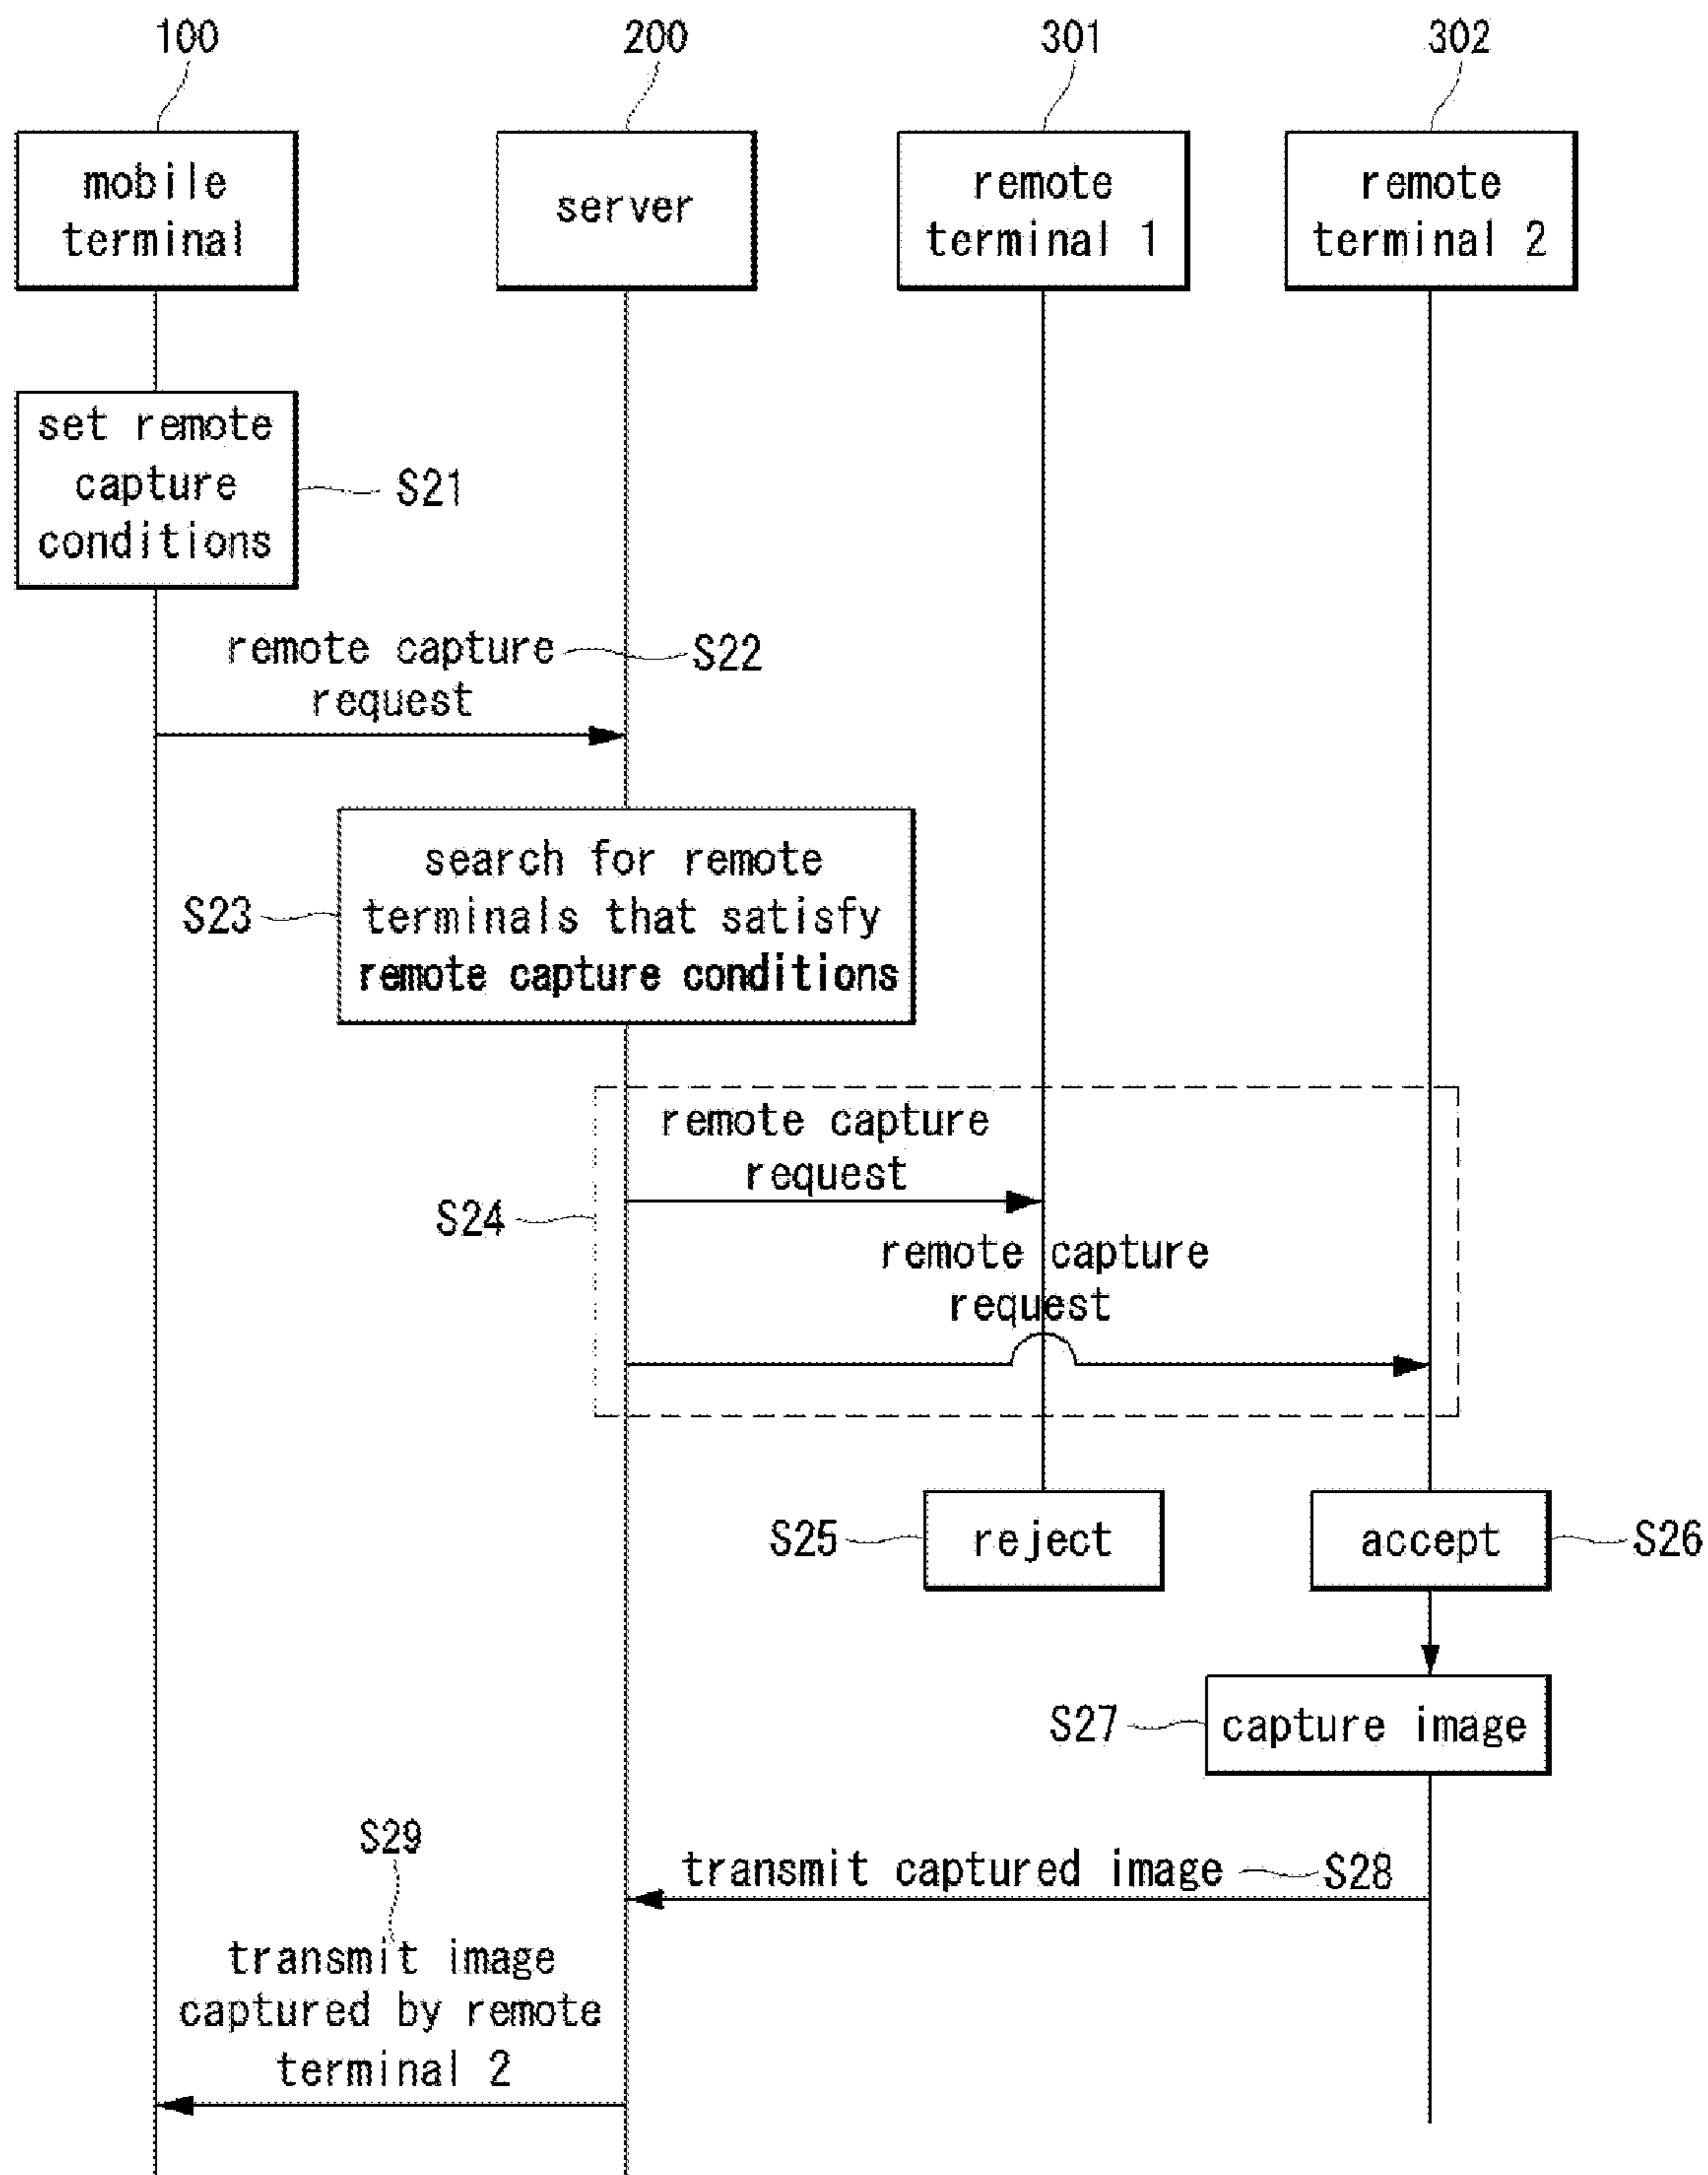 100
200
301
302
mobile
terminal
server
remote
terminal 1
remote
terminal 2
set remote
capture
conditions
S21
remote capture
request
S22
search for remote
terminals that satisfy
remote capture conditions
S23
remote capture
request
S24
remote capture
request
S25
reject
accept
S26
S27
capture image
S29
transmit captured image
S28
transmit image
captured by remote
terminal 2